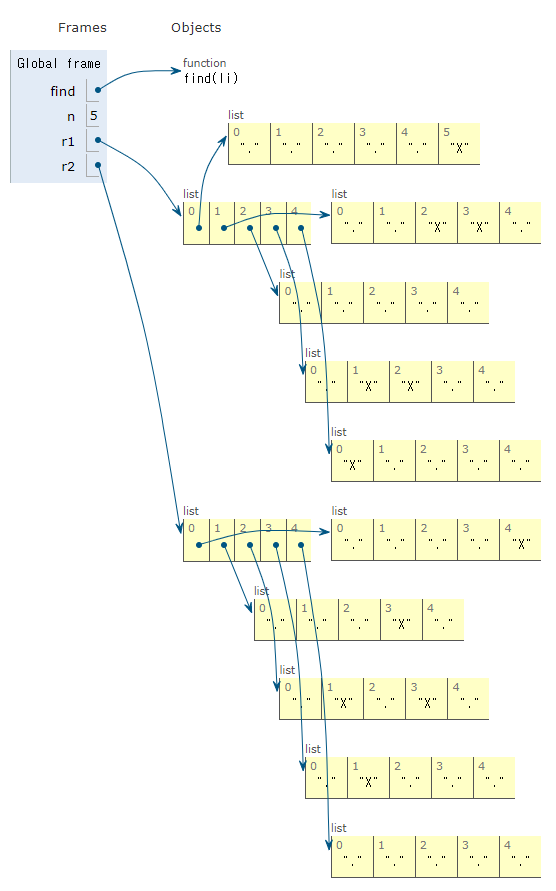 Frames Objects
Global frame
find
n 5
r1
r2
function
find(li)
list
0 1 2 3 4 5
"." "." "." "." "." "X"
list
0 1 2 3 4
list
0 1 2 3 4
"." "." "X" "X" "."
list
0 1 2 3 4
"." "." "." "." "."
list
0 1 2 3 4
"." "X" "X" "." "."
list
0 1 2 3 4
"X" "." "." "." "."
list
0 1 2 3 4
list
0 1 2 3 4
"." "." "." "." "X"
list
0 1 2 3 4
"." "." "." "X" "."
list
0 1 2 3 4
"." "X" "." "X" "."
list
0 1 2 3 4
"." "X" "." "." "."
list
0 1 2 3 4
"." "." "." "." "."